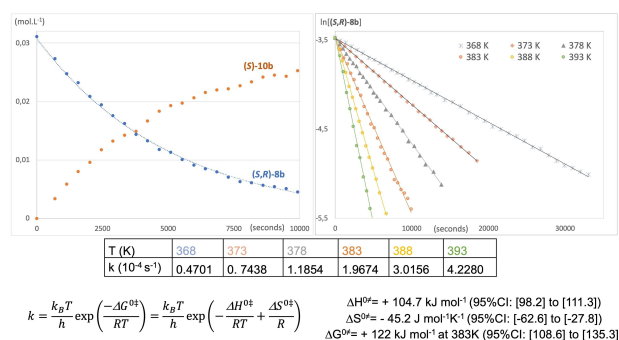 (mol.L⁻¹)
0,03
0,02
0,01
0
0 5000 (seconds) 10000
(S)-10b
(S,R)-8b
ln[(S,R)-8b]
-3,5
-4,5
-5,5
0 10000 (seconds) 20000 30000
368 K 373 K 378 K
383 K 388 K 393 K
T (K) 368 373 378 383 388 393
k (10⁻⁴ s⁻¹) 0.4701 0. 7438 1.1854 1.9674 3.0156 4.2280
k = k_BT/h exp(-ΔG⁰‡/RT) = k_BT/h exp(-ΔH⁰‡/RT + ΔS⁰‡/R)
ΔH⁰≠= + 104.7 kJ mol⁻¹ (95%CI: [98.2] to [111.3])
ΔS⁰≠= - 45.2 J mol⁻¹K⁻¹ (95%CI: [-62.6] to [-27.8])
ΔG⁰≠= + 122 kJ mol⁻¹ at 383K (95%CI: [108.6] to [135.3]